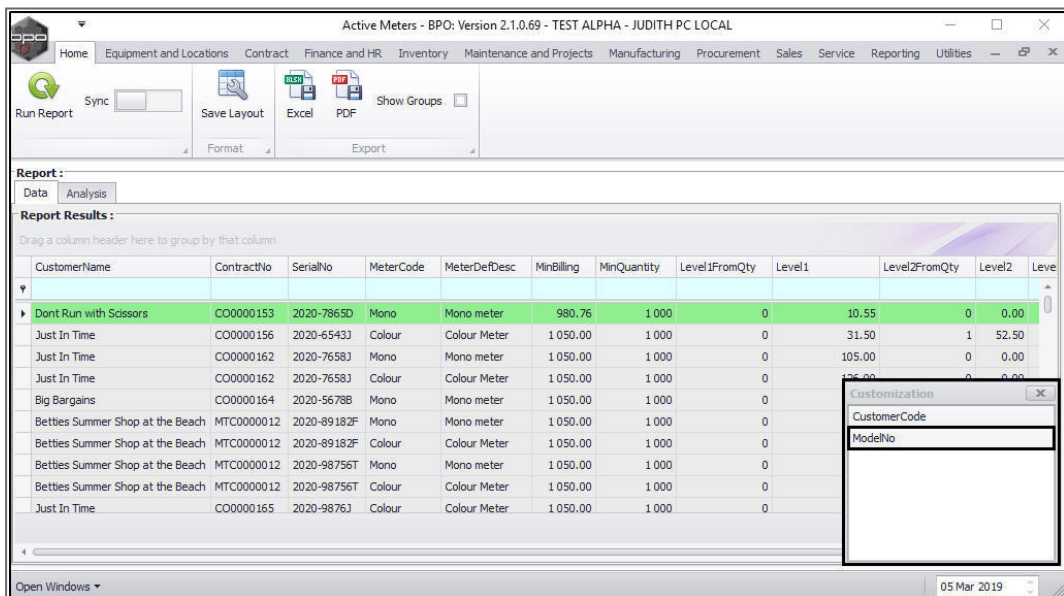 Active Meters - BPO: Version 2.1.0.69 - TEST ALPHA - JUDITH PC LOCAL
bpo
Home Equipment and Locations Contract Finance and HR Inventory Maintenance and Projects Manufacturing Procurement Sales Service Reporting Utilities
XLSX PDF
Sync Show Groups
Run Report Save Layout Excel PDF
Format Export
Report :
Data Analysis
Report Results :
Drag a column header here to group by that column
CustomerName ContractNo SerialNo MeterCode MeterDefDesc MinBilling MinQuantity Level1FromQty Level1 Level2FromQty Level2 Leve
Dont Run with Scissors CO0000153 2020-7865D Mono Mono meter 980.76 1 000 0 10.55 0 0.00
Just In Time CO0000156 2020-6543J Colour Colour Meter 1 050.00 1 000 0 31.50 1 52.50
Just In Time CO0000162 2020-7658J Mono Mono meter 1 050.00 1 000 0 105.00 0 0.00
Just In Time CO0000162 2020-7658J Colour Colour Meter 1 050.00 1 000 0 126.00 0 0.00
Big Bargains CO0000164 2020-5678B Mono Mono meter 1 050.00 1 000 0
Betties Summer Shop at the Beach MTC0000012 2020-89182F Mono Mono meter 1 050.00 1 000 0
Betties Summer Shop at the Beach MTC0000012 2020-89182F Colour Colour Meter 1 050.00 1 000 0
Betties Summer Shop at the Beach MTC0000012 2020-98756T Mono Mono meter 1 050.00 1 000 0
Betties Summer Shop at the Beach MTC0000012 2020-98756T Colour Colour Meter 1 050.00 1 000 0
Just In Time CO0000165 2020-9876J Colour Colour Meter 1 050.00 1 000 0
Customization
CustomerCode
ModelNo
Open Windows 05 Mar 2019